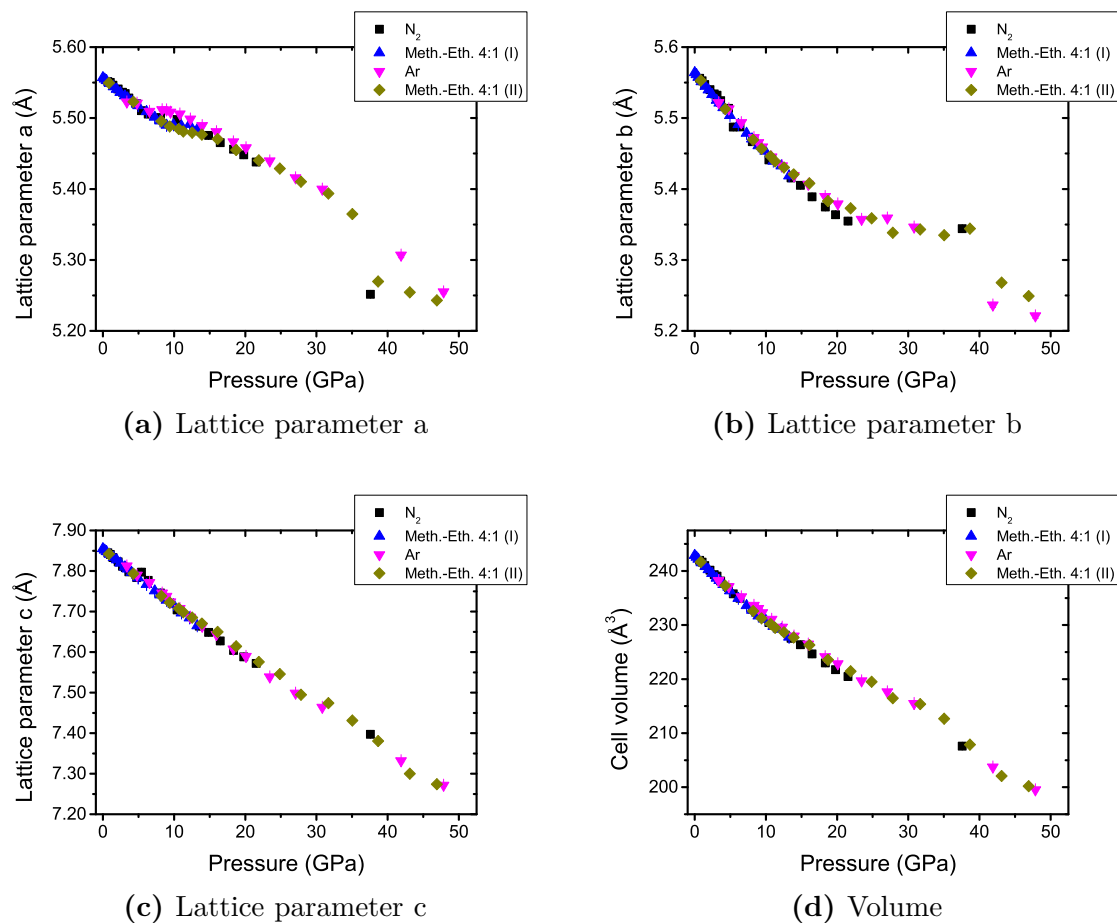 N₂
Meth.-Eth. 4:1 (I)
Ar
Meth.-Eth. 4:1 (II)
5.60
5.50
5.40
5.30
5.20
Lattice parameter a (Å)
0 10 20 30 40 50
Pressure (GPa)
(a) Lattice parameter a
N₂
Meth.-Eth. 4:1 (I)
Ar
Meth.-Eth. 4:1 (II)
5.6
5.5
5.4
5.3
5.2
Lattice parameter b (Å)
0 10 20 30 40 50
Pressure (GPa)
(b) Lattice parameter b
N₂
Meth.-Eth. 4:1 (I)
Ar
Meth.-Eth. 4:1 (II)
7.90
7.80
7.70
7.60
7.50
7.40
7.30
7.20
Lattice parameter c (Å)
0 10 20 30 40 50
Pressure (GPa)
(c) Lattice parameter c
N₂
Meth.-Eth. 4:1 (I)
Ar
Meth.-Eth. 4:1 (II)
240
230
220
210
200
Cell volume (Å³)
0 10 20 30 40 50
Pressure (GPa)
(d) Volume